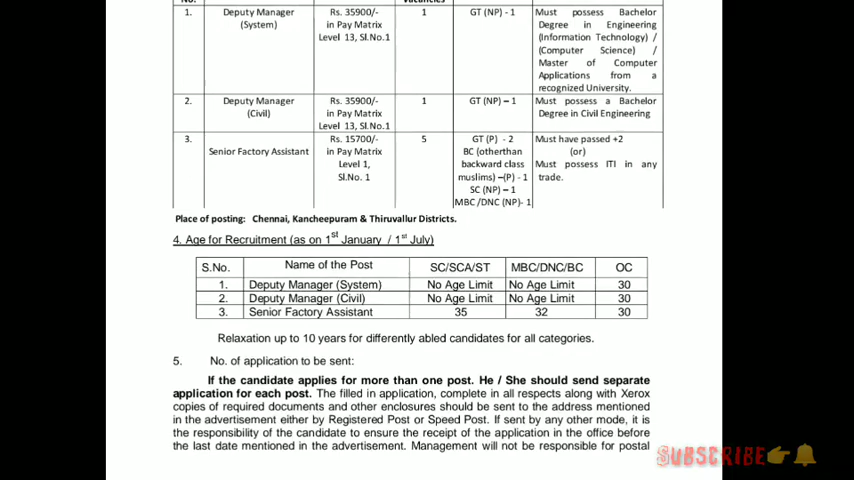 No. Vacancies
1. Deputy Manager (System) Rs. 35900/- in Pay Matrix Level 13, Sl.No.1 1 GT (NP) - 1 Must possess Bachelor Degree in Engineering (Information Technology) / (Computer Science) / Master of Computer Applications from a recognized University.
2. Deputy Manager (Civil) Rs. 35900/- in Pay Matrix Level 13, Sl.No.1 1 GT (NP) – 1 Must possess a Bachelor Degree in Civil Engineering
3. Senior Factory Assistant Rs. 15700/- in Pay Matrix Level 1, Sl.No. 1 5 GT (P) - 2 BC (otherthan backward class muslims) –(P) - 1 SC (NP) – 1 MBC /DNC (NP)- 1 Must have passed +2 (or) Must possess ITI in any trade.
Place of posting: Chennai, Kancheepuram & Thiruvallur Districts.
4. Age for Recruitment (as on 1st January / 1st July)
S.No. Name of the Post SC/SCA/ST MBC/DNC/BC OC
1. Deputy Manager (System) No Age Limit No Age Limit 30
2. Deputy Manager (Civil) No Age Limit No Age Limit 30
3. Senior Factory Assistant 35 32 30
Relaxation up to 10 years for differently abled candidates for all categories.
5. No. of application to be sent:
If the candidate applies for more than one post. He / She should send separate
application for each post. The filled in application, complete in all respects along with Xerox
copies of required documents and other enclosures should be sent to the address mentioned
in the advertisement either by Registered Post or Speed Post. If sent by any other mode, it is
the responsibility of the candidate to ensure the receipt of the application in the office before
the last date mentioned in the advertisement. Management will not be responsible for postal
SUBSCRIBE